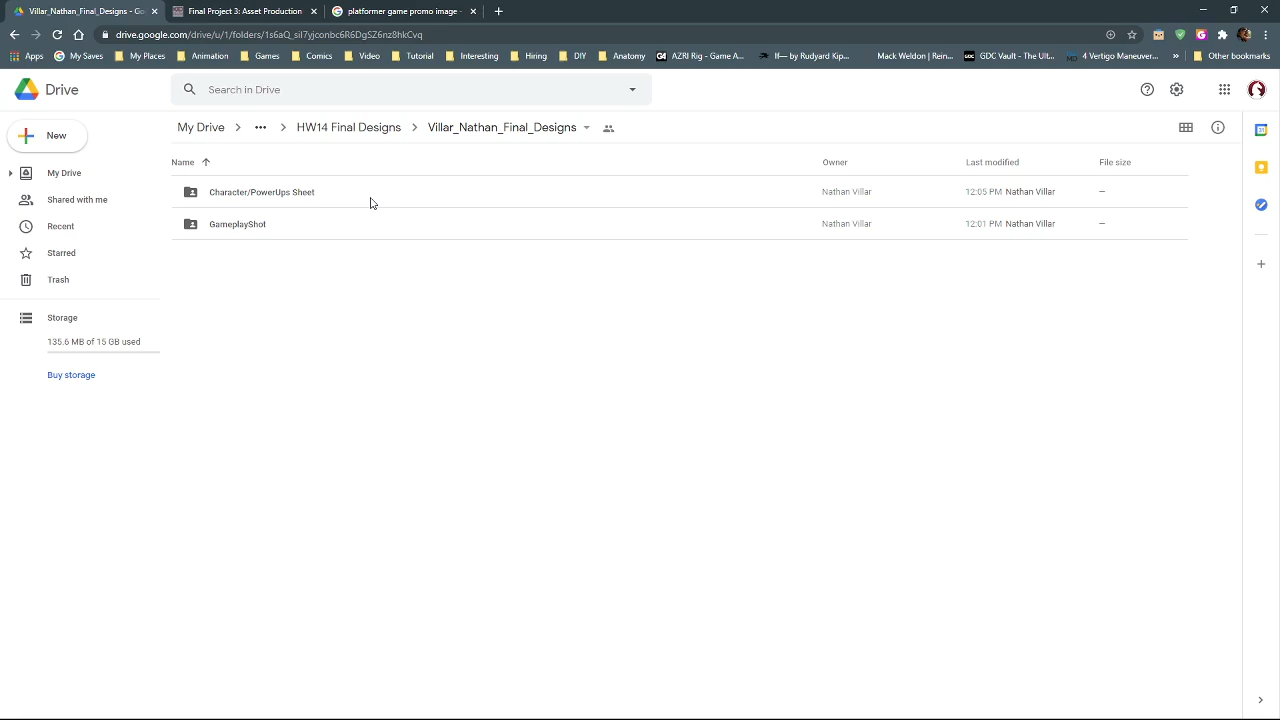 Villar_Nathan_Final_Designs - Go
Final Project 3: Asset Production
platformer game promo image -
drive.google.com/drive/u/1/folders/1s6aQ_sil7yjconbc6R6DgSZ6nz8hkCvq
Apps
My Saves
My Places
Animation
Games
Comics
Video
Tutorial
Interesting
Hiring
DIY
Anatomy
AZRI Rig - Game A...
If— by Rudyard Kip...
Mack Weldon | Rein...
GDC Vault - The Ult...
4 Vertigo Maneuver...
»
Other bookmarks
Drive
Search in Drive
New
My Drive
Shared with me
Recent
Starred
Trash
Storage
135.6 MB of 15 GB used
Buy storage
My Drive > ••• > HW14 Final Designs > Villar_Nathan_Final_Designs
Name Owner Last modified File size
Character/PowerUps Sheet Nathan Villar 12:05 PM Nathan Villar —
GameplayShot Nathan Villar 12:01 PM Nathan Villar —